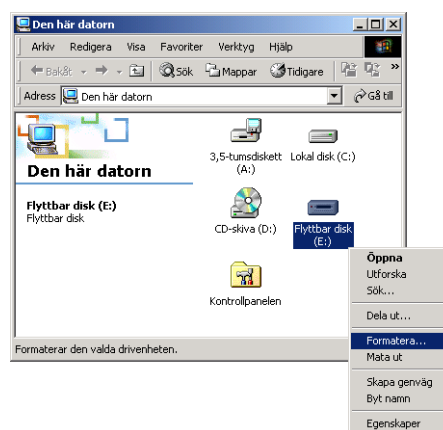 Den här datorn
Arkiv Redigera Visa Favoriter Verktyg Hjälp
Bakåt Sök Mappar Tidigare »
Adress Den här datorn Gå till
Den här datorn
Flyttbar disk (E:)
Flyttbar disk
3,5-tumsdiskett
(A:)
Lokal disk (C:)
CD-skiva (D:)
Flyttbar disk
(E:)
Kontrollpanelen
Öppna
Utforska
Sök...
Dela ut...
Formatera...
Mata ut
Skapa genväg
Byt namn
Egenskaper
Formaterar den valda drivenheten.